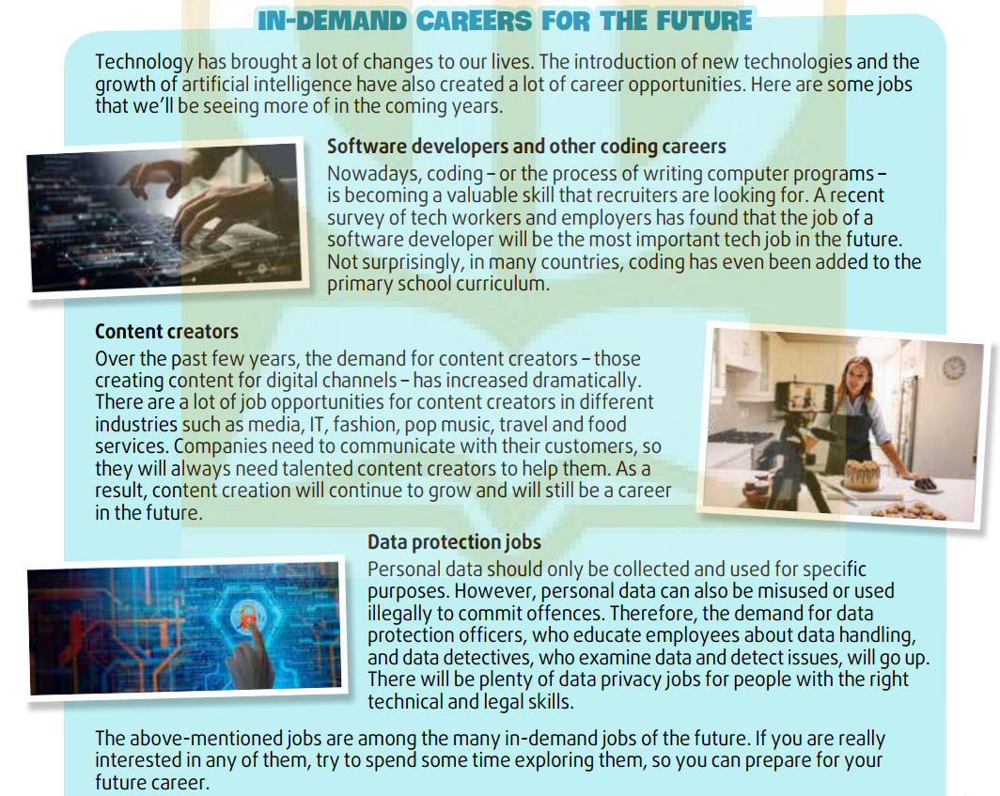 IN-DEMAND CAREERS FOR THE FUTURE
Technology has brought a lot of changes to our lives. The introduction of new technologies and the
growth of artificial intelligence have also created a lot of career opportunities. Here are some jobs
that we'll be seeing more of in the coming years.
Software developers and other coding careers
Nowadays, coding – or the process of writing computer programs –
is becoming a valuable skill that recruiters are looking for. A recent
survey of tech workers and employers has found that the job of a
software developer will be the most important tech job in the future.
Not surprisingly, in many countries, coding has even been added to the
primary school curriculum.
Content creators
Over the past few years, the demand for content creators – those
creating content for digital channels – has increased dramatically.
There are a lot of job opportunities for content creators in different
industries such as media, IT, fashion, pop music, travel and food
services. Companies need to communicate with their customers, so
they will always need talented content creators to help them. As a
result, content creation will continue to grow and will still be a career
in the future.
Data protection jobs
Personal data should only be collected and used for specific
purposes. However, personal data can also be misused or used
illegally to commit offences. Therefore, the demand for data
protection officers, who educate employees about data handling,
and data detectives, who examine data and detect issues, will go up.
There will be plenty of data privacy jobs for people with the right
technical and legal skills.
The above-mentioned jobs are among the many in-demand jobs of the future. If you are really
interested in any of them, try to spend some time exploring them, so you can prepare for your
future career.